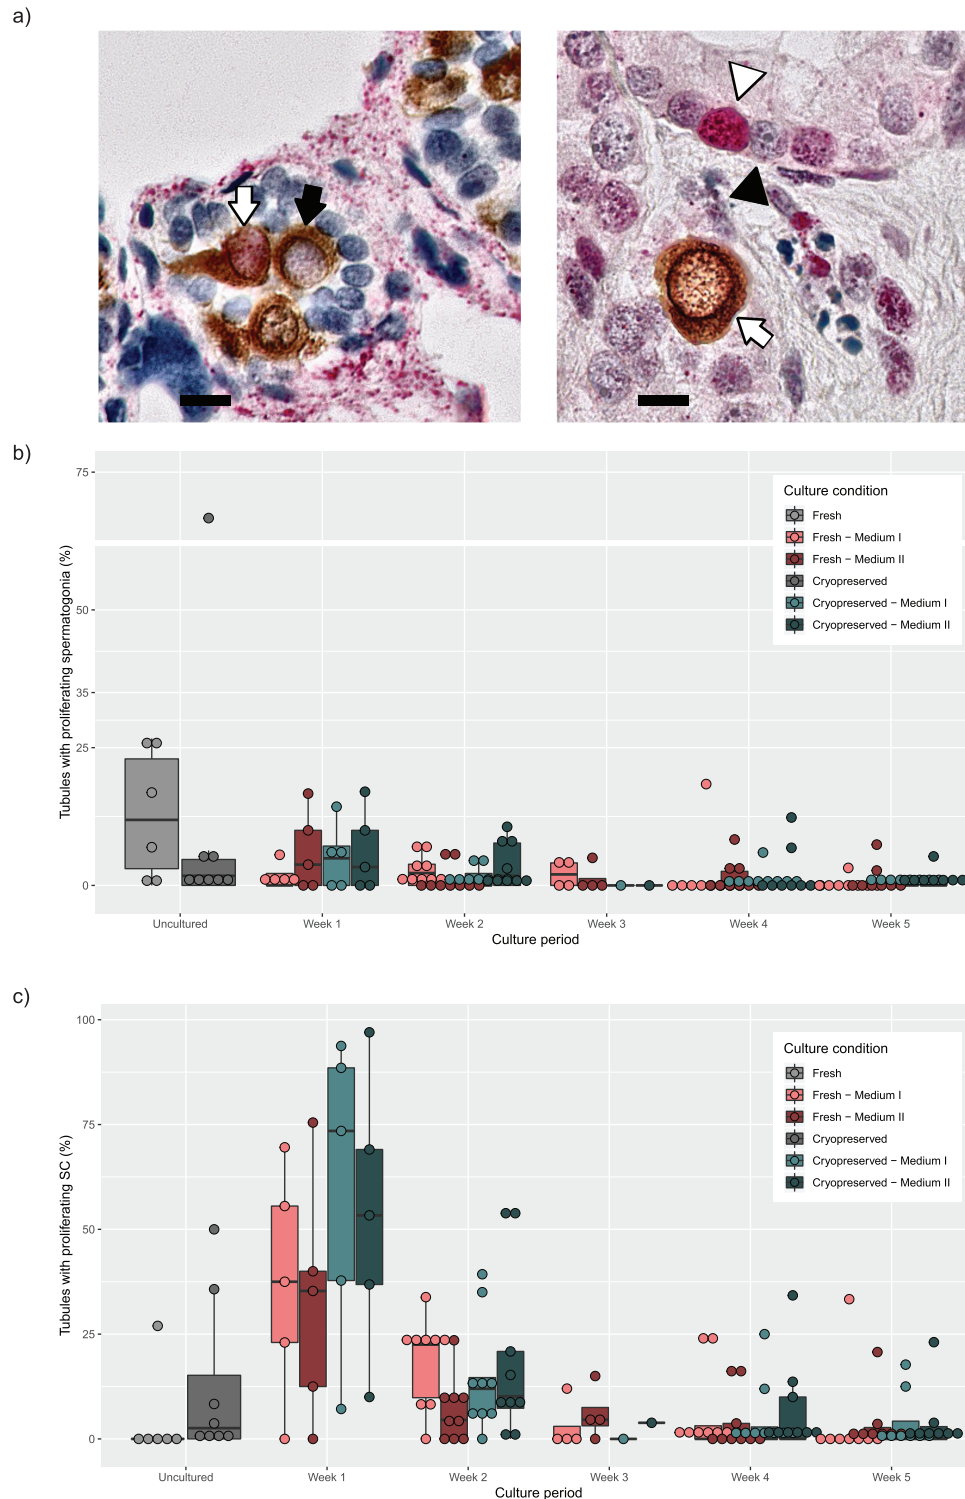 a)
b)
Tubules with proliferating spermatogonia (%)
75
50
35
25
0
Culture condition
Fresh
Fresh – Medium I
Fresh – Medium II
Cryopreserved
Cryopreserved – Medium I
Cryopreserved – Medium II
Uncultured
Week 1
Week 2
Week 3
Week 4
Week 5
Culture period
c)
Tubules with proliferating SC (%)
100
75
50
25
0
Culture condition
Fresh
Fresh – Medium I
Fresh – Medium II
Cryopreserved
Cryopreserved – Medium I
Cryopreserved – Medium II
Uncultured
Week 1
Week 2
Week 3
Week 4
Week 5
Culture period